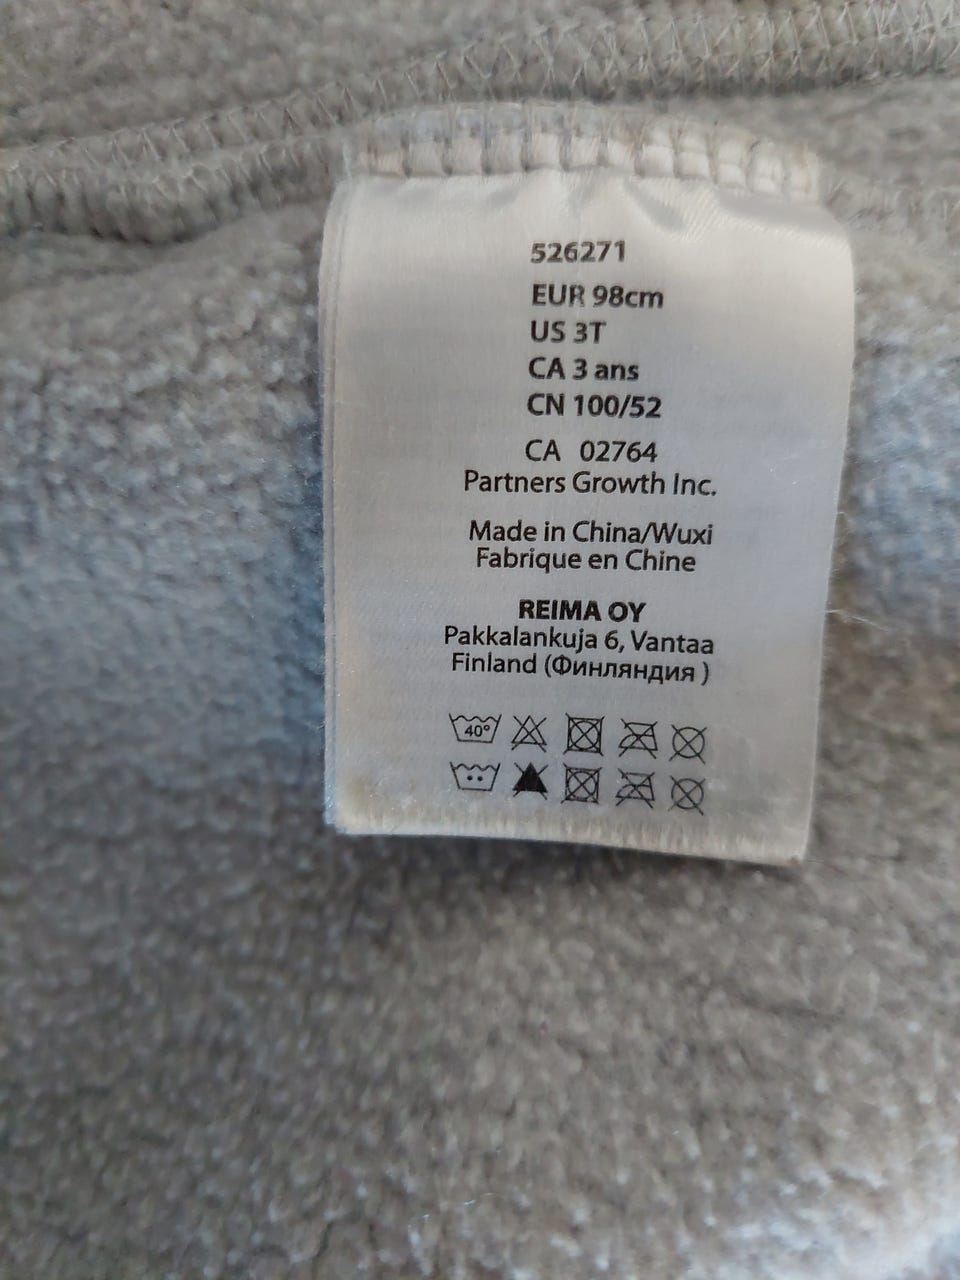 526271
EUR 98cm
US 3T
CA 3 ans
CN 100/52
CA 02764
Partners Growth Inc.
Made in China/Wuxi
Fabrique en Chine
REIMA OY
Pakkalankuja 6, Vantaa
Finland (Финляндия )
40°